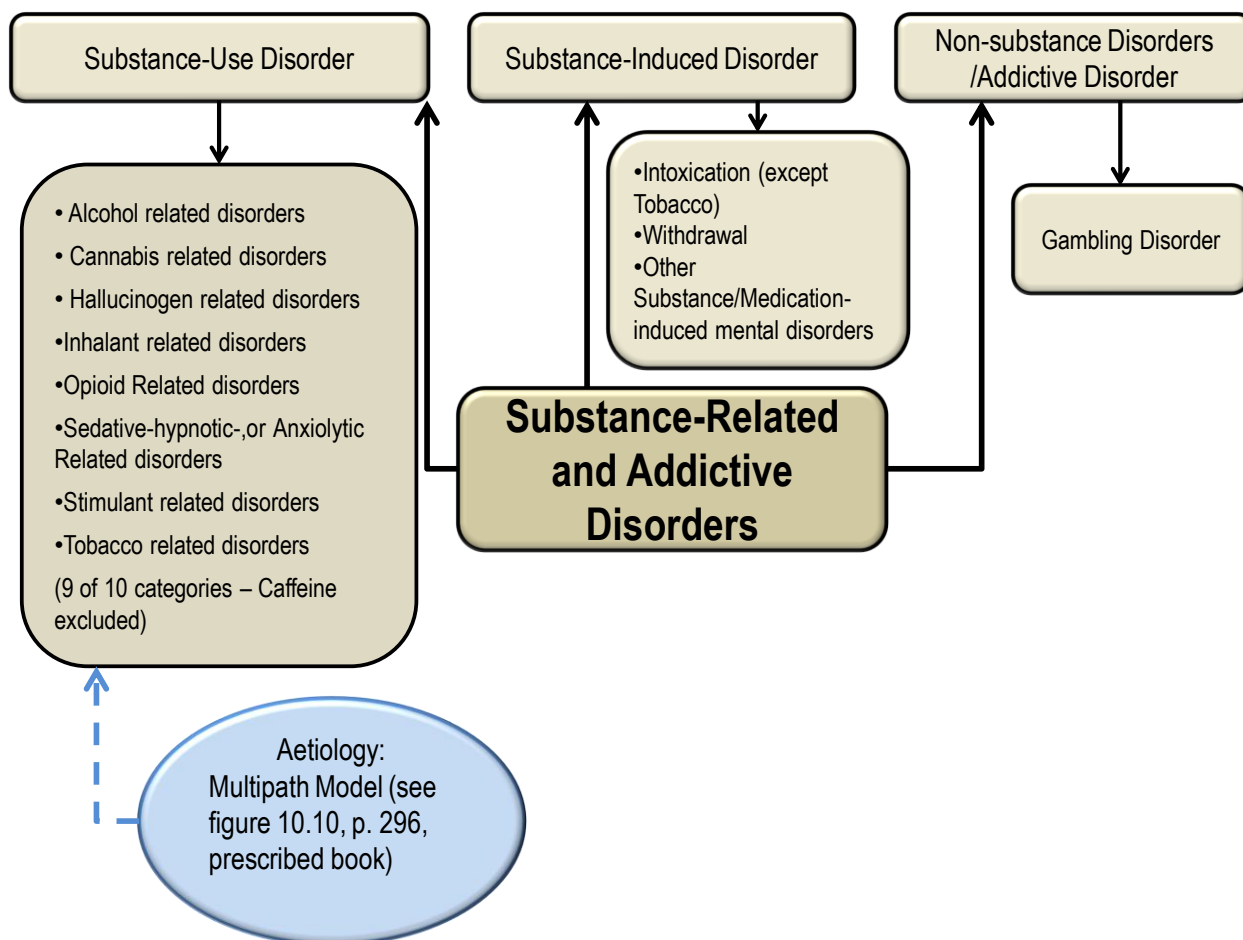 Substance-Use Disorder
Substance-Induced Disorder
Non-substance Disorders
/Addictive Disorder
• Alcohol related disorders
• Cannabis related disorders
• Hallucinogen related disorders
•Inhalant related disorders
•Opioid Related disorders
•Sedative-hypnotic-,or Anxiolytic
Related disorders
•Stimulant related disorders
•Tobacco related disorders
(9 of 10 categories – Caffeine
excluded)
•Intoxication (except
Tobacco)
•Withdrawal
•Other
Substance/Medication-
induced mental disorders
Gambling Disorder
Substance-Related
and Addictive
Disorders
Aetiology:
Multipath Model (see
figure 10.10, p. 296,
prescribed book)